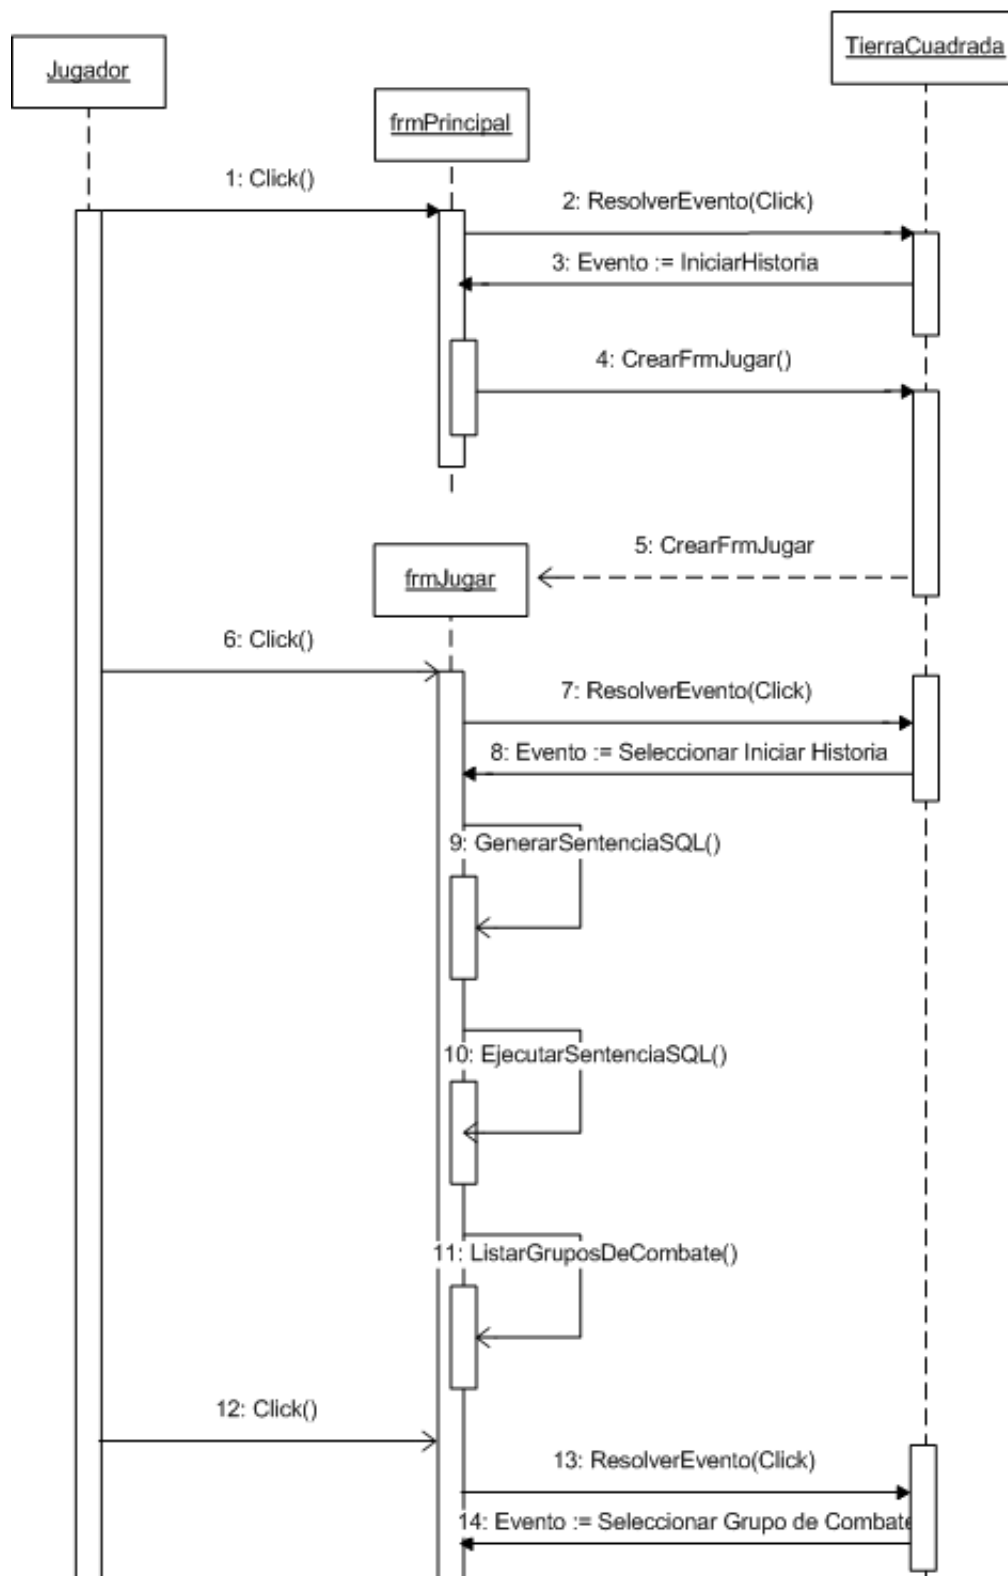 Jugador
frmPrincipal
TierraCuadrada
1: Click()
2: ResolverEvento(Click)
3: Evento := IniciarHistoria
4: CrearFrmJugar()
5: CrearFrmJugar
frmJugar
6: Click()
7: ResolverEvento(Click)
8: Evento := Seleccionar Iniciar Historia
9: GenerarSentenciaSQL()
10: EjecutarSentenciaSQL()
11: ListarGruposDeCombate()
12: Click()
13: ResolverEvento(Click)
14: Evento := Seleccionar Grupo de Combate